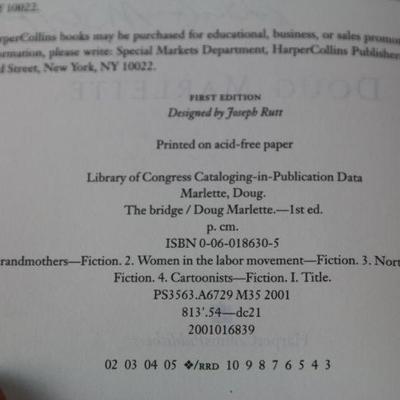 10022.
rperCollins books may be purchased for educational, business, or sales promo
ormation, please write: Special Markets Department, HarperCollins Publisher
d Street, New York, NY 10022.
FIRST EDITION
Designed by Joseph Rutt
Printed on acid-free paper
Library of Congress Cataloging-in-Publication Data
Marlette, Doug.
The bridge / Doug Marlette.—1st ed.
p. cm.
ISBN 0-06-018630-5
randmothers—Fiction. 2. Women in the labor movement—Fiction. 3. Nort
Fiction. 4. Cartoonists—Fiction. I. Title.
PS3563.A6729 M35 2001
813'.54—dc21
2001016839
02 03 04 05 ❖/RRD 10 9 8 7 6 5 4 3